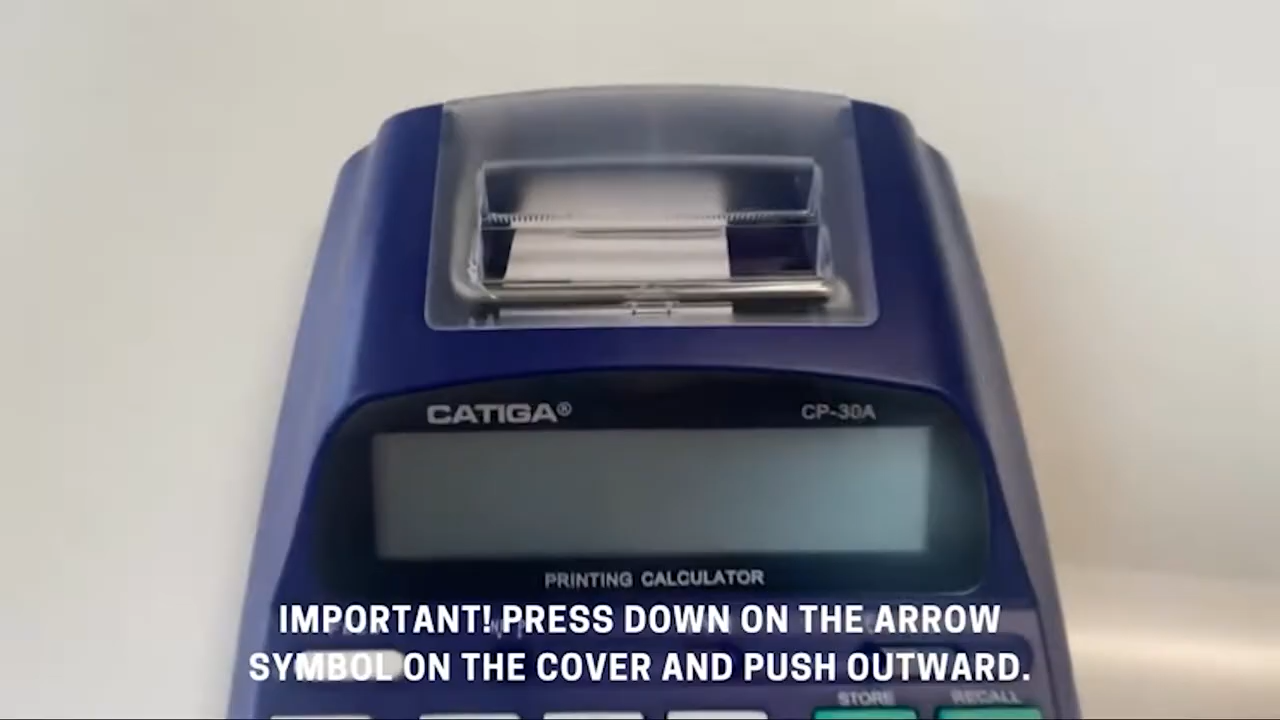 CATIGA® CP-30A
PRINTING CALCULATOR
IMPORTANT! PRESS DOWN ON THE ARROW
SYMBOL ON THE COVER AND PUSH OUTWARD.
STORE RECALL